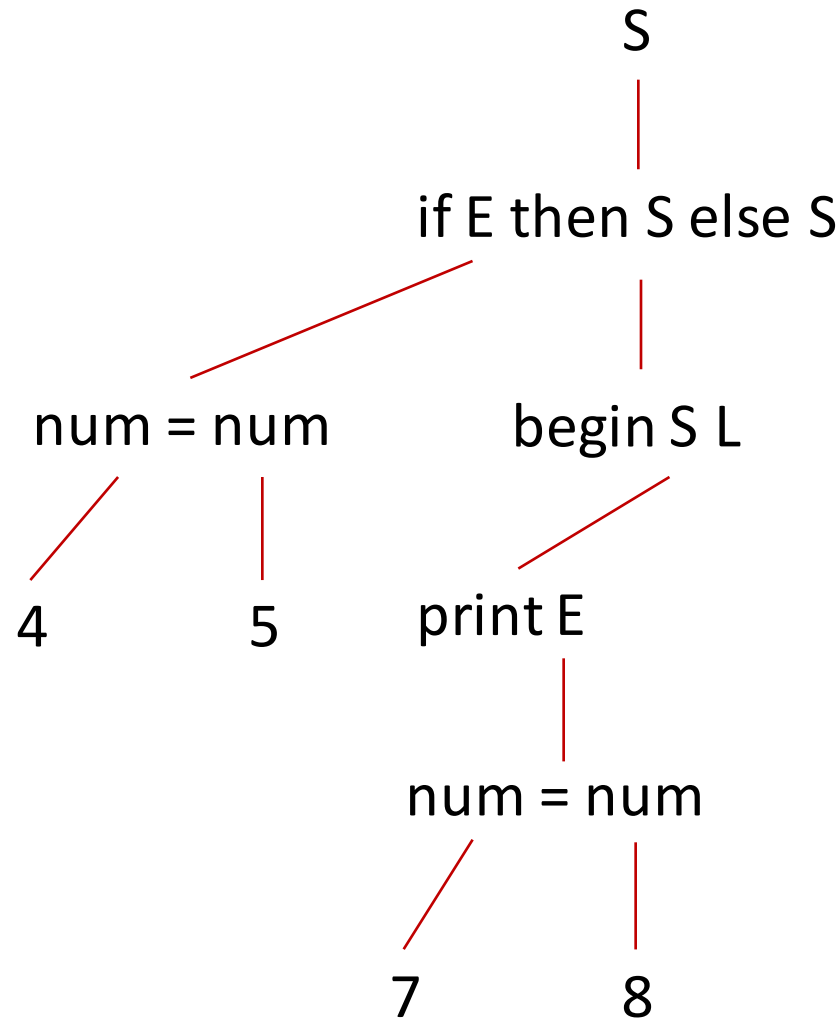 S
if E then S else S
num = num
begin S L
4
5
print E
num = num
7
8